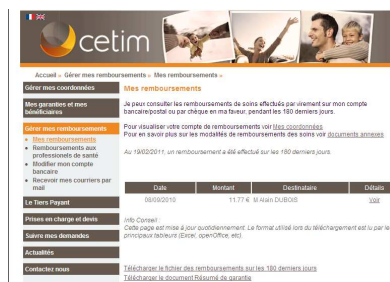 cetim
Accueil » Gérer mes remboursements » Mes remboursements »
Gérer mes coordonnées
Mes garanties et mes
bénéficiaires
Gérer mes remboursements
Mes remboursements
Remboursements aux
professionels de santé
Modifier mon compte
bancaire
Recevoir mes courriers par
mail
Le Tiers Payant
Prises en charge et devis
Suivre mes demandes
Actualités
Contactez nous
Mes remboursements
Je peux consulter les remboursements de soins effectués par virement sur mon compte
bancaire/postal ou par chèque en ma faveur, pendant les 180 derniers jours.
Pour visualiser votre compte de remboursements voir Mes coordonnées
Pour en savoir plus sur les modalités de remboursements des soins voir documents annexes
Au 19/02/2011, un remboursement a été effectué sur les 180 derniers jours.
Date Montant Destinataire Détails
08/09/2010 11.77 € M Alain DUBOIS Voir
Info Conseil :
Cette page est mise à jour quotidiennement. Le format utilisé lors du téléchargement est lu par le
principaux tableurs (Excel, openOffice, etc).
Télécharger le fichier des remboursements sur les 180 derniers jours
Télécharger le document Résumé de garantie